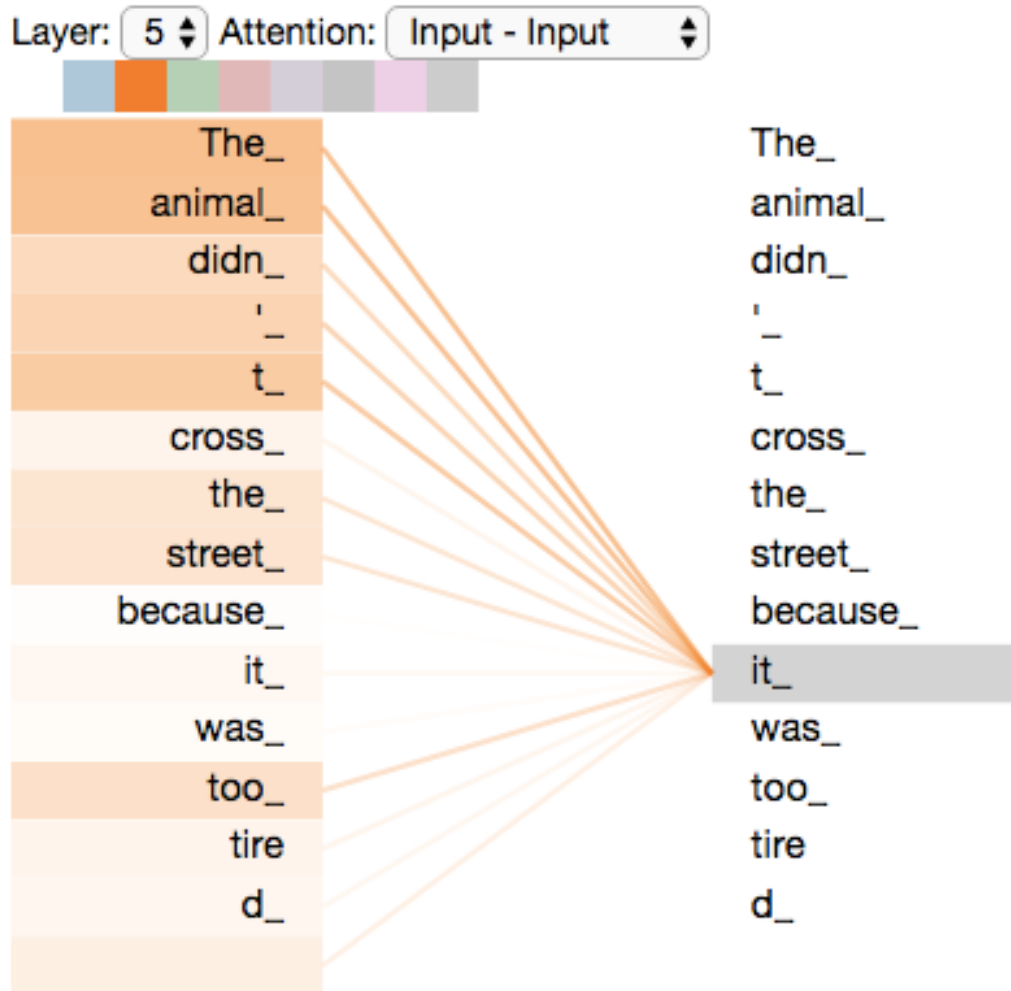 Layer: 5 Attention: Input - Input
The_ The_
animal_ animal_
didn_ didn_
'_ '_
t_ t_
cross_ cross_
the_ the_
street_ street_
because_ because_
it_ it_
was_ was_
too_ too_
tire tire
d_ d_